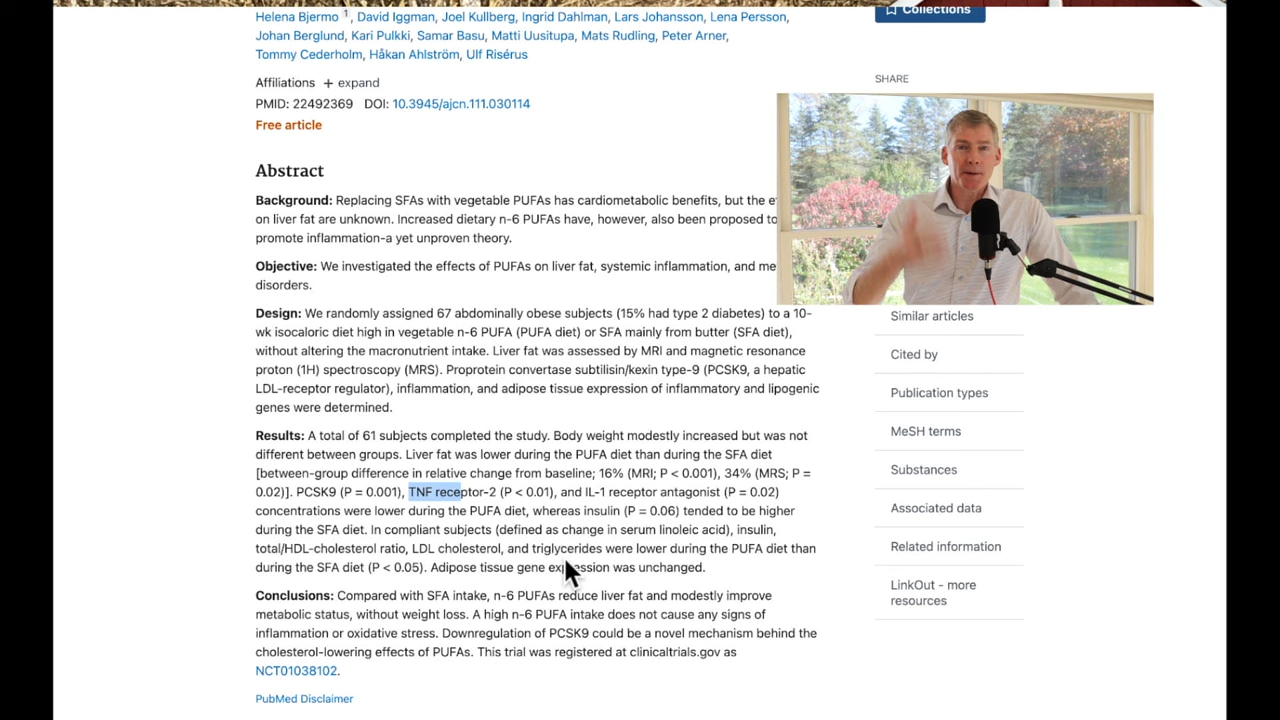 Helena Bjermo 1, David Iggman, Joel Kullberg, Ingrid Dahlman, Lars Johansson, Lena Persson,
Johan Berglund, Kari Pulkki, Samar Basu, Matti Uusitupa, Mats Rudling, Peter Arner,
Tommy Cederholm, Håkan Ahlström, Ulf Risérus
Collections
Affiliations + expand
PMID: 22492369 DOI: 10.3945/ajcn.111.030114
Free article
SHARE
Abstract
Background: Replacing SFAs with vegetable PUFAs has cardiometabolic benefits, but the
on liver fat are unknown. Increased dietary n-6 PUFAs have, however, also been proposed to
promote inflammation-a yet unproven theory.
Objective: We investigated the effects of PUFAs on liver fat, systemic inflammation, and
disorders.
Design: We randomly assigned 67 abdominally obese subjects (15% had type 2 diabetes) to a 10-
wk isocaloric diet high in vegetable n-6 PUFA (PUFA diet) or SFA mainly from butter (SFA diet),
without altering the macronutrient intake. Liver fat was assessed by MRI and magnetic resonance
proton (1H) spectroscopy (MRS). Proprotein convertase subtilisin/kexin type-9 (PCSK9, a hepatic
LDL-receptor regulator), inflammation, and adipose tissue expression of inflammatory and lipogenic
genes were determined.
Results: A total of 61 subjects completed the study. Body weight modestly increased but was not
different between groups. Liver fat was lower during the PUFA diet than during the SFA diet
[between-group difference in relative change from baseline; 16% (MRI; P < 0.001), 34% (MRS; P =
0.02)]. PCSK9 (P = 0.001), TNF receptor-2 (P < 0.01), and IL-1 receptor antagonist (P = 0.02)
concentrations were lower during the PUFA diet, whereas insulin (P = 0.06) tended to be higher
during the SFA diet. In compliant subjects (defined as change in serum linoleic acid), insulin,
total/HDL-cholesterol ratio, LDL cholesterol, and triglycerides were lower during the PUFA diet than
during the SFA diet (P < 0.05). Adipose tissue gene expression was unchanged.
Conclusions: Compared with SFA intake, n-6 PUFAs reduce liver fat and modestly improve
metabolic status, without weight loss. A high n-6 PUFA intake does not cause any signs of
inflammation or oxidative stress. Downregulation of PCSK9 could be a novel mechanism behind the
cholesterol-lowering effects of PUFAs. This trial was registered at clinicaltrials.gov as
NCT01038102.
PubMed Disclaimer
Similar articles
Cited by
Publication types
MeSH terms
Substances
Associated data
Related information
LinkOut - more
resources